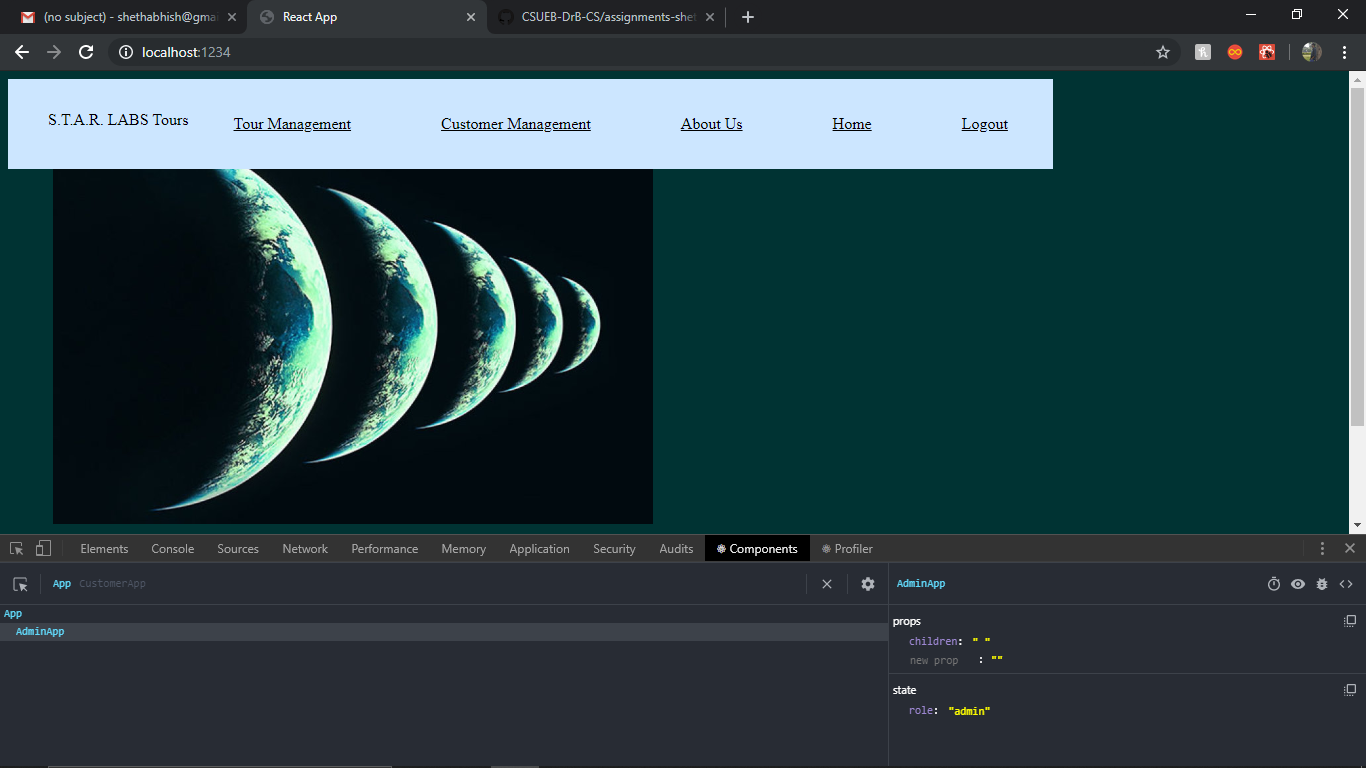 (no subject) - shethabhish@gma
React App
CSUEB-DrB-CS/assignments-shet
localhost:1234
S.T.A.R. LABS Tours
Tour Management
Customer Management
About Us
Home
Logout
Elements
Console
Sources
Network
Performance
Memory
Application
Security
Audits
Components
Profiler
App CustomerApp
AdminApp
App
AdminApp
props
children: " "
new prop : ""
state
role: "admin"